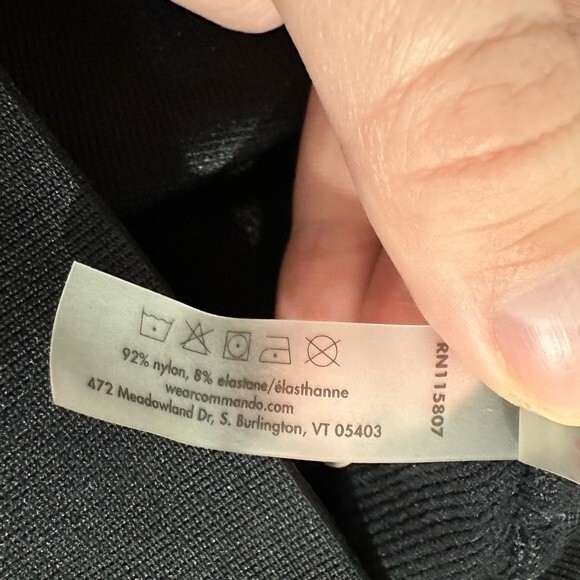 92% nylon, 8% elastane/élasthanne
wearcommando.com
472 Meadowland Dr, S. Burlington, VT 05403
RN115807